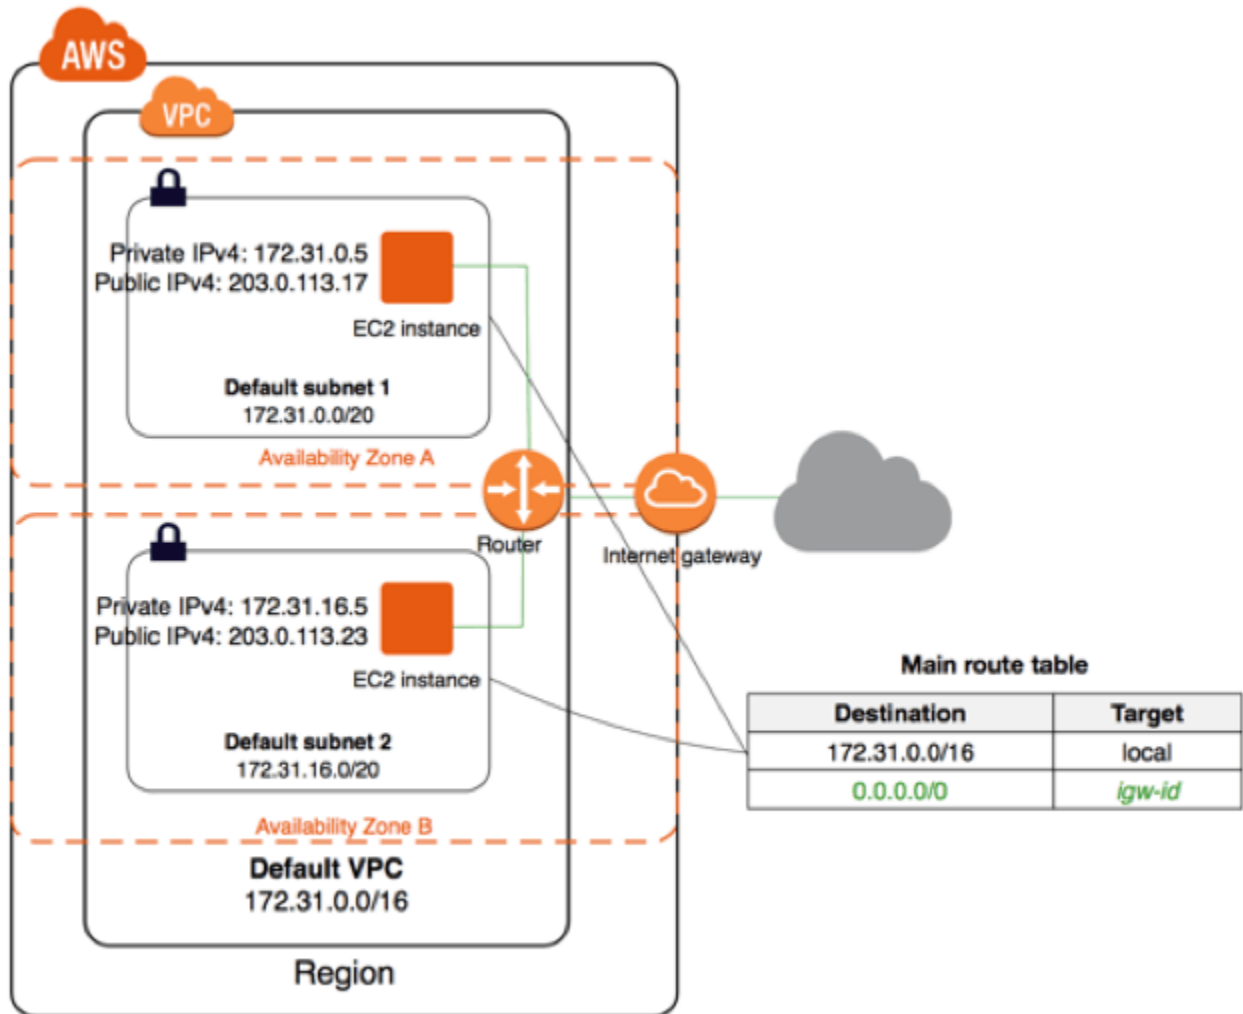 AWS
VPC
Private IPv4: 172.31.0.5
Public IPv4: 203.0.113.17
EC2 instance
Default subnet 1
172.31.0.0/20
Availability Zone A
Router
Internet gateway
Private IPv4: 172.31.16.5
Public IPv4: 203.0.113.23
EC2 instance
Default subnet 2
172.31.16.0/20
Availability Zone B
Default VPC
172.31.0.0/16
Region
Main route table
Destination Target
172.31.0.0/16 local
0.0.0.0/0 igw-id